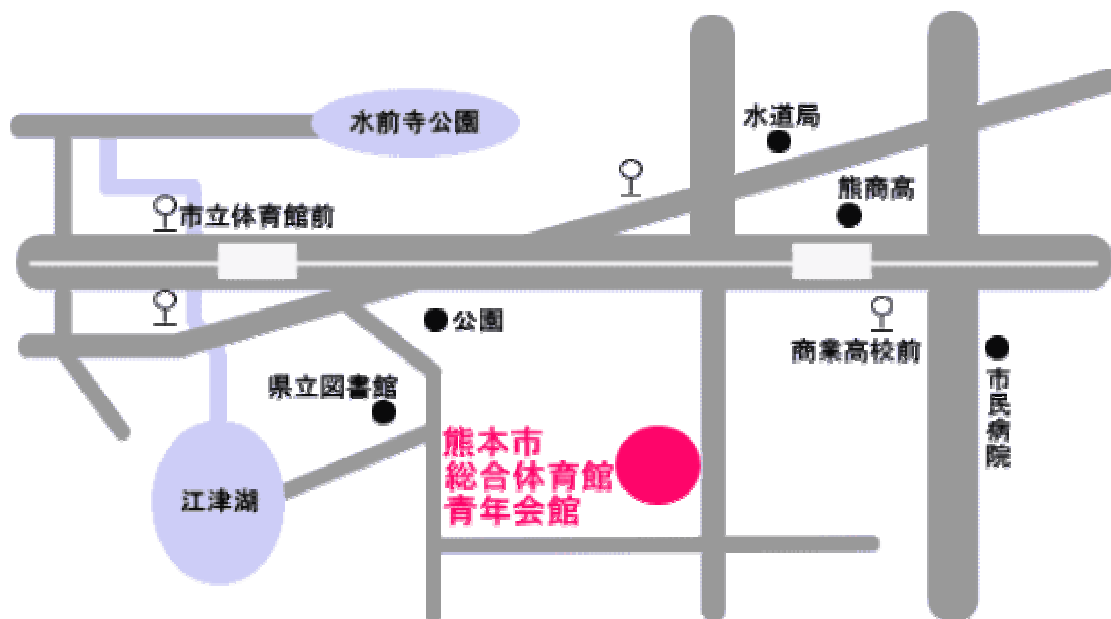 水前寺公園
水道局
熊商高
市立体育館前
公園
商業高校前
県立図書館
市民病院
熊本市
総合体育館
青年会館
江津湖